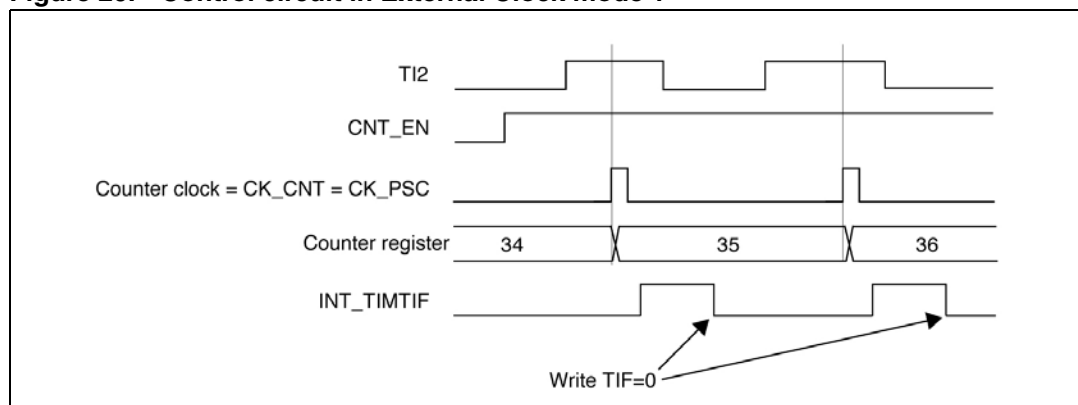 Figure Control circuit in External Clock mode 1
TI2
CNT_EN
Counter clock = CK_CNT = CK_PSC
Counter register 34 35 36
INT_TIMTIF
Write TIF=0